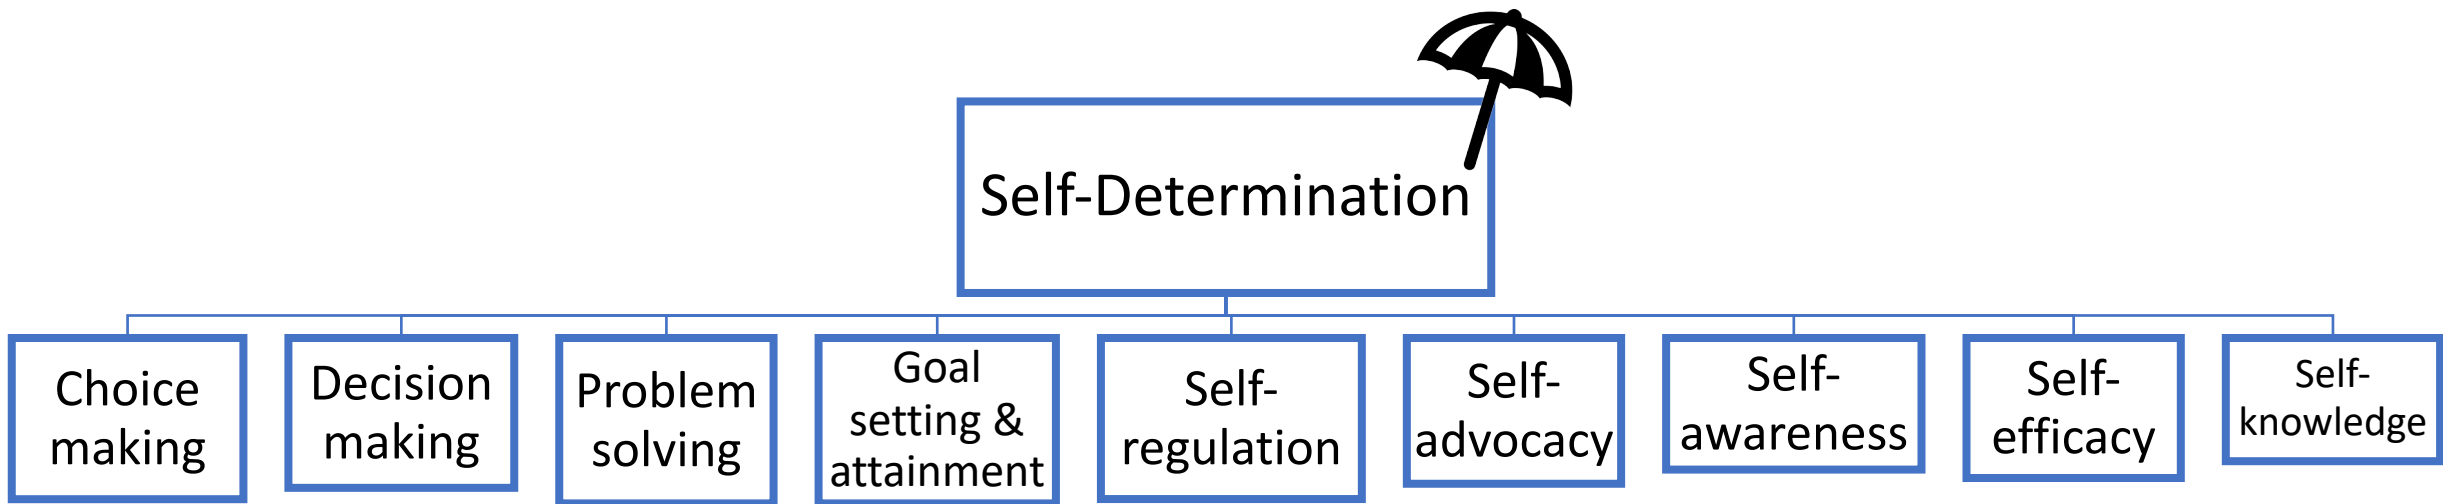 Self-Determination
Choice
making
Decision
making
Problem
solving
Goal
setting &
attainment
Self-
regulation
Self-
advocacy
Self-
awareness
Self-
efficacy
Self-
knowledge